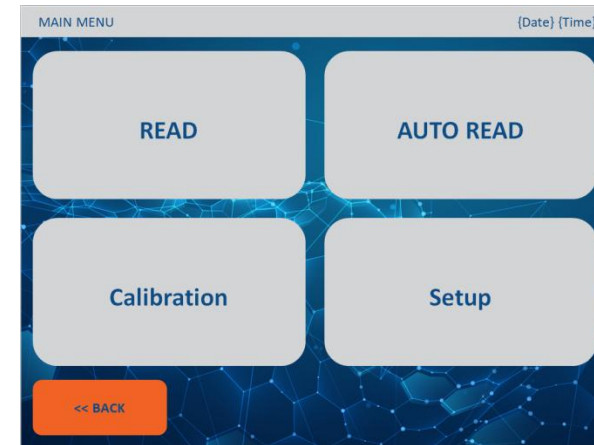 MAIN MENU {Date} {Time}
READ AUTO READ
Calibration Setup
<< BACK